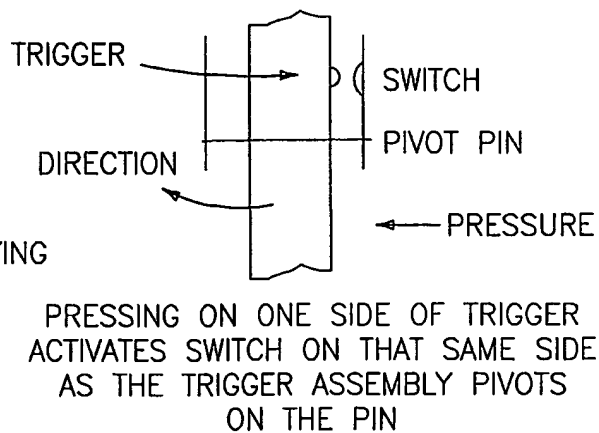 TRIGGER
SWITCH
PIVOT PIN
DIRECTION
PRESSURE
PRESSING ON ONE SIDE OF TRIGGER
ACTIVATES SWITCH ON THAT SAME SIDE
AS THE TRIGGER ASSEMBLY PIVOTS
ON THE PIN